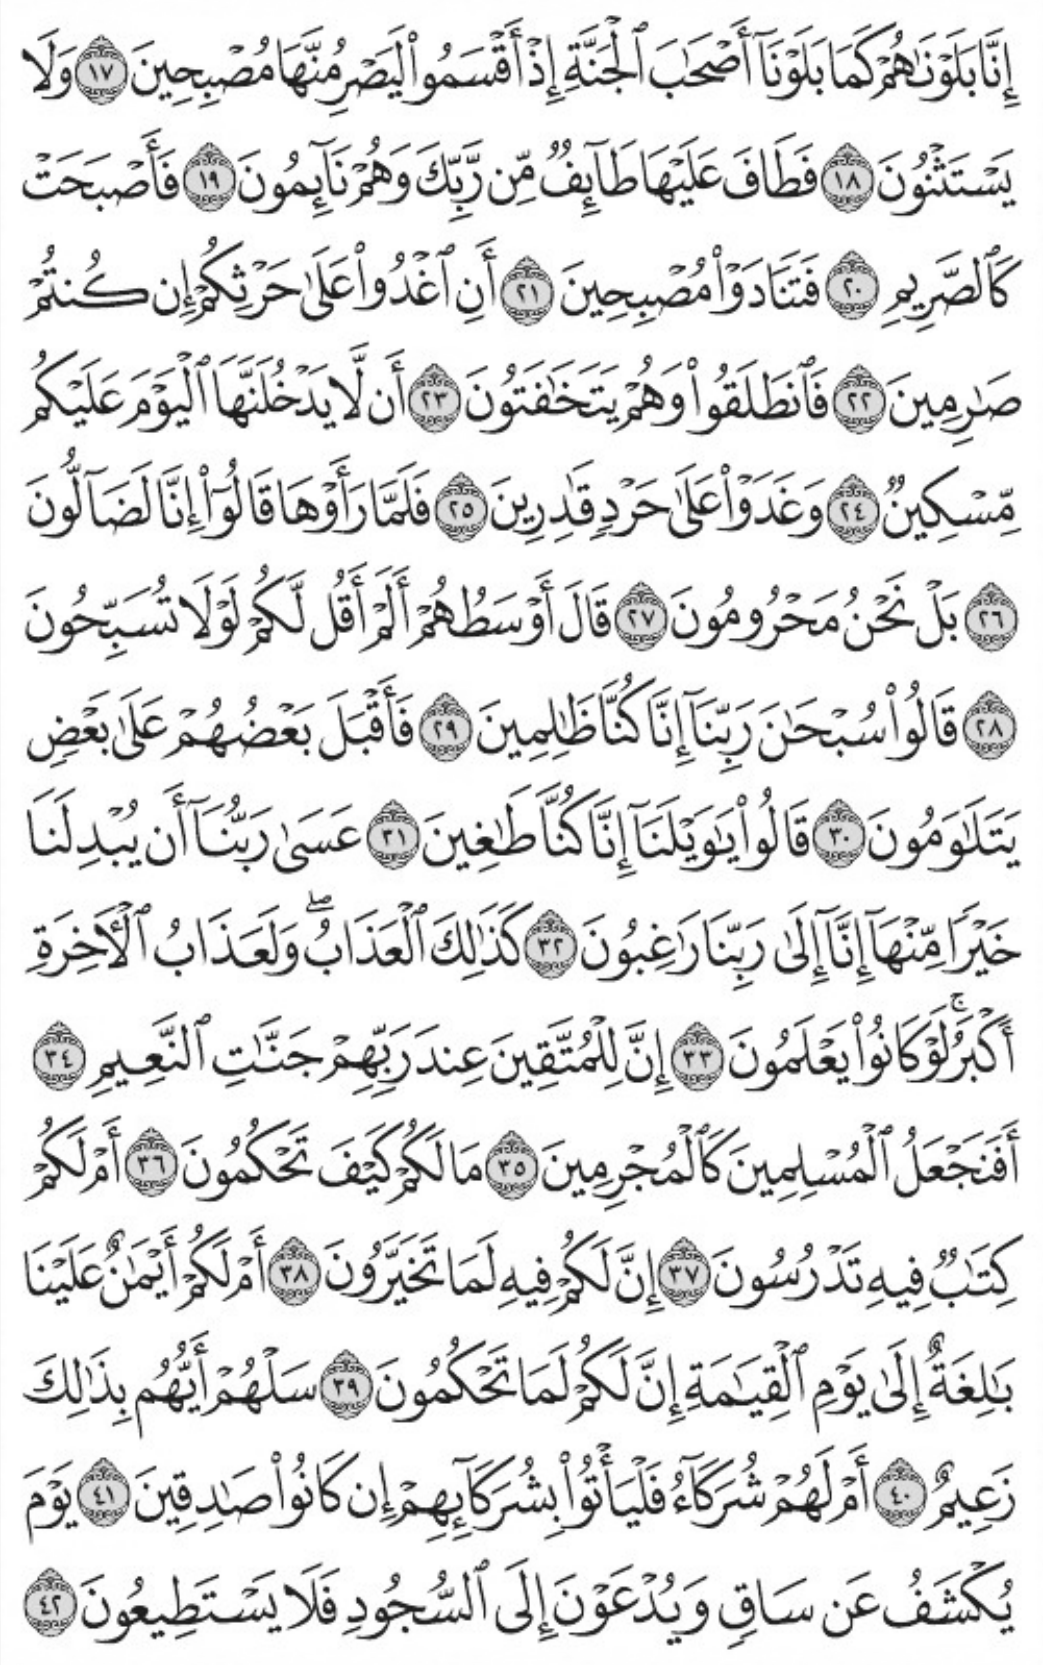 إِنَّا بَلَوْنَٰهُمْ كَمَا بَلَوْنَآ أَصْحَٰبَ ٱلْجَنَّةِ إِذْ أَقْسَمُوا۟ لَيَصْرِمُنَّهَا مُصْبِحِينَ ١٧ وَلَا
يَسْتَثْنُونَ ١٨ فَطَافَ عَلَيْهَا طَآئِفٌ مِّن رَّبِّكَ وَهُمْ نَآئِمُونَ ١٩ فَأَصْبَحَتْ
كَٱلصَّرِيمِ ٢٠ فَتَنَادَوْا۟ مُصْبِحِينَ ٢١ أَنِ ٱغْدُوا۟ عَلَىٰ حَرْثِكُمْ إِن كُنتُمْ
صَٰرِمِينَ ٢٢ فَٱنطَلَقُوا۟ وَهُمْ يَتَخَٰفَتُونَ ٢٣ أَن لَّا يَدْخُلَنَّهَا ٱلْيَوْمَ عَلَيْكُم
مِّسْكِينٌ ٢٤ وَغَدَوْا۟ عَلَىٰ حَرْدٍ قَٰدِرِينَ ٢٥ فَلَمَّا رَأَوْهَا قَالُوٓا۟ إِنَّا لَضَآلُّونَ
٢٦ بَلْ نَحْنُ مَحْرُومُونَ ٢٧ قَالَ أَوْسَطُهُمْ أَلَمْ أَقُل لَّكُمْ لَوْلَا تُسَبِّحُونَ
٢٨ قَالُوا۟ سُبْحَٰنَ رَبِّنَآ إِنَّا كُنَّا ظَٰلِمِينَ ٢٩ فَأَقْبَلَ بَعْضُهُمْ عَلَىٰ بَعْضٍ
يَتَلَٰوَمُونَ ٣٠ قَالُوا۟ يَٰوَيْلَنَآ إِنَّا كُنَّا طَٰغِينَ ٣١ عَسَىٰ رَبُّنَآ أَن يُبْدِلَنَا
خَيْرًا مِّنْهَآ إِنَّآ إِلَىٰ رَبِّنَا رَٰغِبُونَ ٣٢ كَذَٰلِكَ ٱلْعَذَابُ ۖ وَلَعَذَابُ ٱلْأَخِرَةِ
أَكْبَرُ ۚ لَوْ كَانُوا۟ يَعْلَمُونَ ٣٣ إِنَّ لِلْمُتَّقِينَ عِندَ رَبِّهِمْ جَنَّٰتِ ٱلنَّعِيمِ ٣٤
أَفَنَجْعَلُ ٱلْمُسْلِمِينَ كَٱلْمُجْرِمِينَ ٣٥ مَا لَكُمْ كَيْفَ تَحْكُمُونَ ٣٦ أَمْ لَكُمْ
كِتَٰبٌ فِيهِ تَدْرُسُونَ ٣٧ إِنَّ لَكُمْ فِيهِ لَمَا تَخَيَّرُونَ ٣٨ أَمْ لَكُمْ أَيْمَٰنٌ عَلَيْنَا
بَٰلِغَةٌ إِلَىٰ يَوْمِ ٱلْقِيَٰمَةِ إِنَّ لَكُمْ لَمَا تَحْكُمُونَ ٣٩ سَلْهُمْ أَيُّهُم بِذَٰلِكَ
زَعِيمٌ ٤٠ أَمْ لَهُمْ شُرَكَآءُ فَلْيَأْتُوا۟ بِشُرَكَآئِهِمْ إِن كَانُوا۟ صَٰدِقِينَ ٤١ يَوْمَ
يُكْشَفُ عَن سَاقٍ وَيُدْعَوْنَ إِلَى ٱلسُّجُودِ فَلَا يَسْتَطِيعُونَ ٤٢